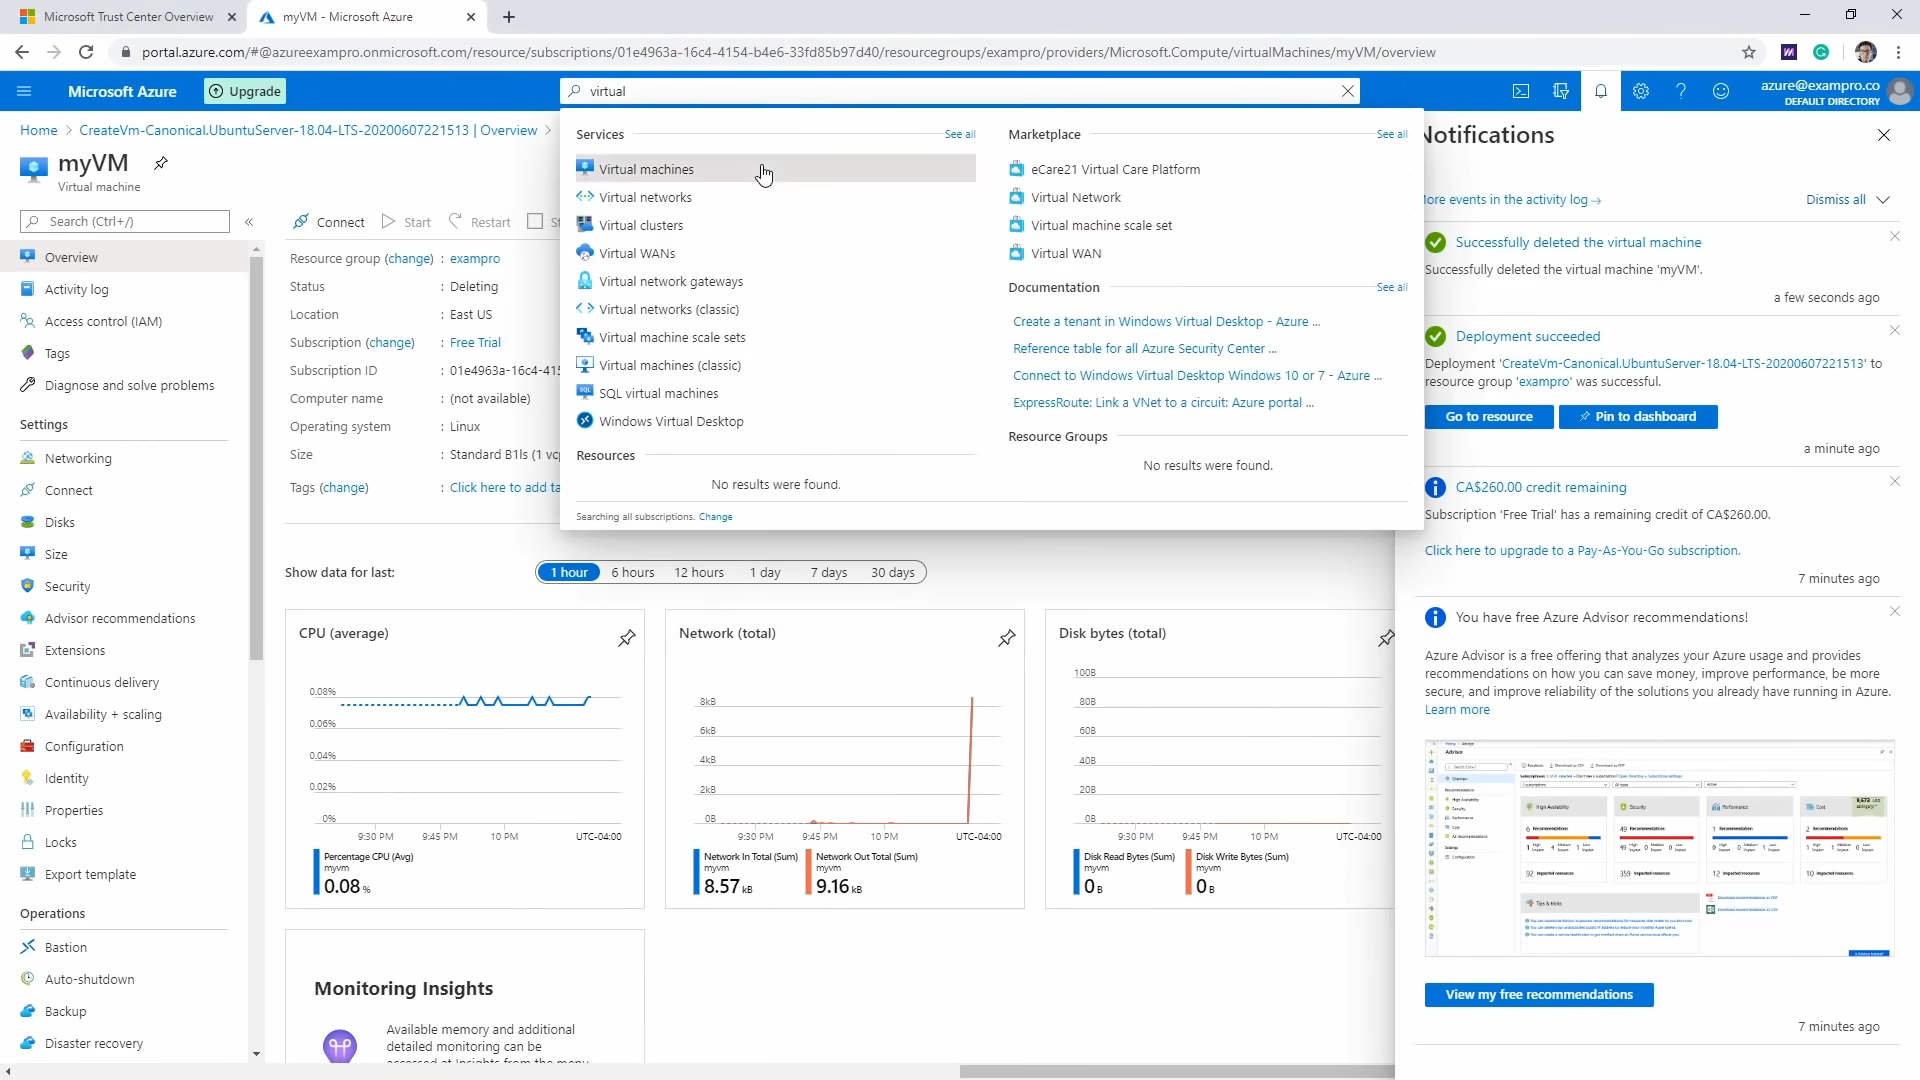 Microsoft Trust Center Overview
myVM - Microsoft Azure
portal.azure.com/#@azureexampro.onmicrosoft.com/resource/subscriptions/01e4963a-16c4-4154-b4e6-33fd85b97d40/resourcegroups/exampro/providers/Microsoft.Compute/virtualMachines/myVM/overview
Microsoft Azure
Upgrade
virtual
azure@exampro.co
DEFAULT DIRECTORY
Home > CreateVm-Canonical.UbuntuServer-18.04-LTS-20200607221513 | Overview >
myVM
Virtual machine
Search (Ctrl+/)
Overview
Activity log
Access control (IAM)
Tags
Diagnose and solve problems
Settings
Networking
Connect
Disks
Size
Security
Advisor recommendations
Extensions
Continuous delivery
Availability + scaling
Configuration
Identity
Properties
Locks
Export template
Operations
Bastion
Auto-shutdown
Backup
Disaster recovery
Connect
Start
Restart
Resource group (change) : exampro
Status : Deleting
Location : East US
Subscription (change) : Free Trial
Subscription ID : 01e4963a-16c4-415
Computer name : (not available)
Operating system : Linux
Size : Standard B1ls (1 vcp
Tags (change) : Click here to add ta
Services
See all
Virtual machines
Virtual networks
Virtual clusters
Virtual WANs
Virtual network gateways
Virtual networks (classic)
Virtual machine scale sets
Virtual machines (classic)
SQL virtual machines
Windows Virtual Desktop
Resources
No results were found.
Searching all subscriptions. Change
Marketplace
See all
eCare21 Virtual Care Platform
Virtual Network
Virtual machine scale set
Virtual WAN
Documentation
See all
Create a tenant in Windows Virtual Desktop - Azure ...
Reference table for all Azure Security Center ...
Connect to Windows Virtual Desktop Windows 10 or 7 - Azure ...
ExpressRoute: Link a VNet to a circuit: Azure portal ...
Resource Groups
No results were found.
Show data for last:
1 hour
6 hours
12 hours
1 day
7 days
30 days
CPU (average)
0.08%
0.06%
0.04%
0.02%
0%
9:30 PM
9:45 PM
10 PM
UTC-04:00
Percentage CPU (Avg)
myvm
0.08 %
Network (total)
8kB
6kB
4kB
2kB
0B
9:30 PM
9:45 PM
10 PM
UTC-04:00
Network In Total (Sum)
myvm
8.57 kB
Network Out Total (Sum)
myvm
9.16 kB
Disk bytes (total)
100B
80B
60B
40B
20B
0B
9:30 PM
9:45 PM
10 PM
UTC-04:00
Disk Read Bytes (Sum)
myvm
0 B
Disk Write Bytes (Sum)
myvm
0 B
Monitoring Insights
Available memory and additional
detailed monitoring can be
Notifications
More events in the activity log →
Dismiss all
Successfully deleted the virtual machine
Successfully deleted the virtual machine 'myVM'.
a few seconds ago
Deployment succeeded
Deployment 'CreateVm-Canonical.UbuntuServer-18.04-LTS-20200607221513' to
resource group 'exampro' was successful.
Go to resource
Pin to dashboard
a minute ago
CA$260.00 credit remaining
Subscription 'Free Trial' has a remaining credit of CA$260.00.
Click here to upgrade to a Pay-As-You-Go subscription.
7 minutes ago
You have free Azure Advisor recommendations!
Azure Advisor is a free offering that analyzes your Azure usage and provides
recommendations on how you can save money, improve performance, be more
secure, and improve reliability of the solutions you already have running in Azure.
Learn more
Advisor
High Availability
Security
Performance
Cost
Tips & tricks
View my free recommendations
7 minutes ago